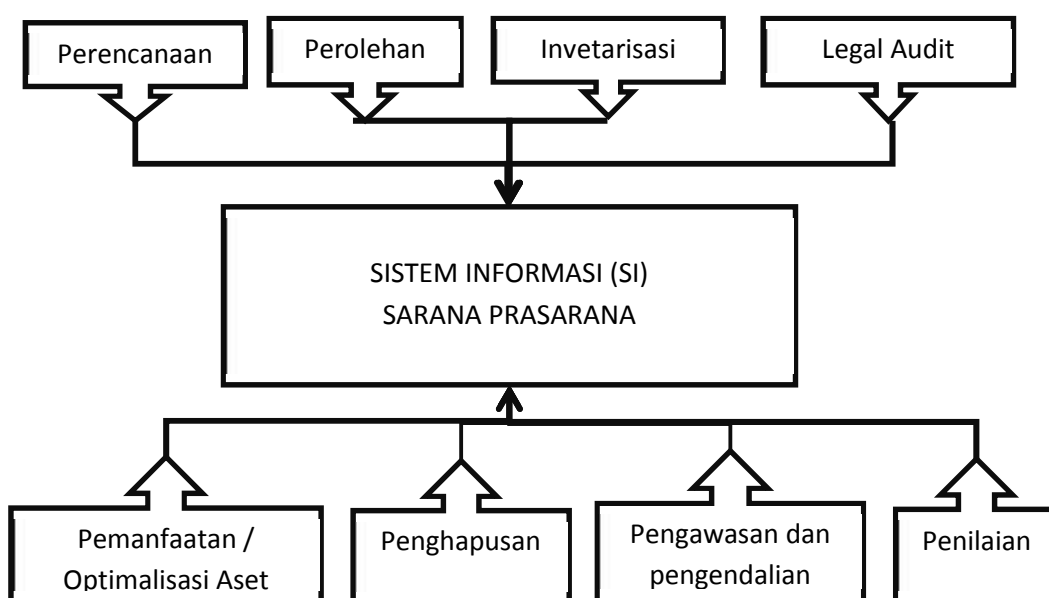 Perencanaan
Perolehan
Invetarisasi
Legal Audit
SISTEM INFORMASI (SI)
SARANA PRASARANA
Pemanfaatan /
Optimalisasi Aset
Penghapusan
Pengawasan dan
pengendalian
Penilaian